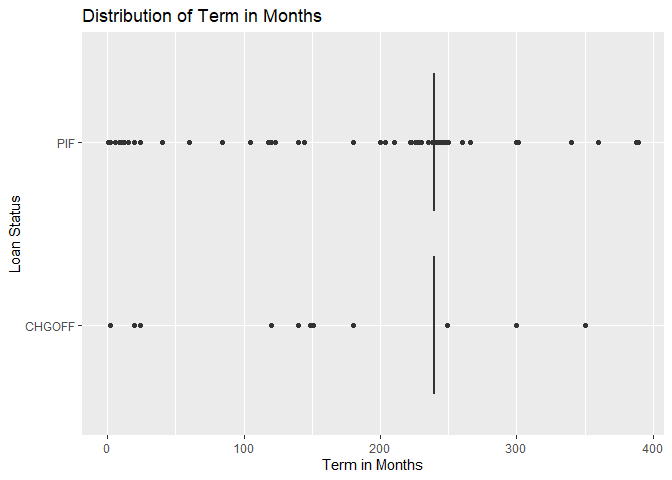 Distribution of Term in Months
Loan Status
PIF
CHGOFF
0 100 200 300 400
Term in Months